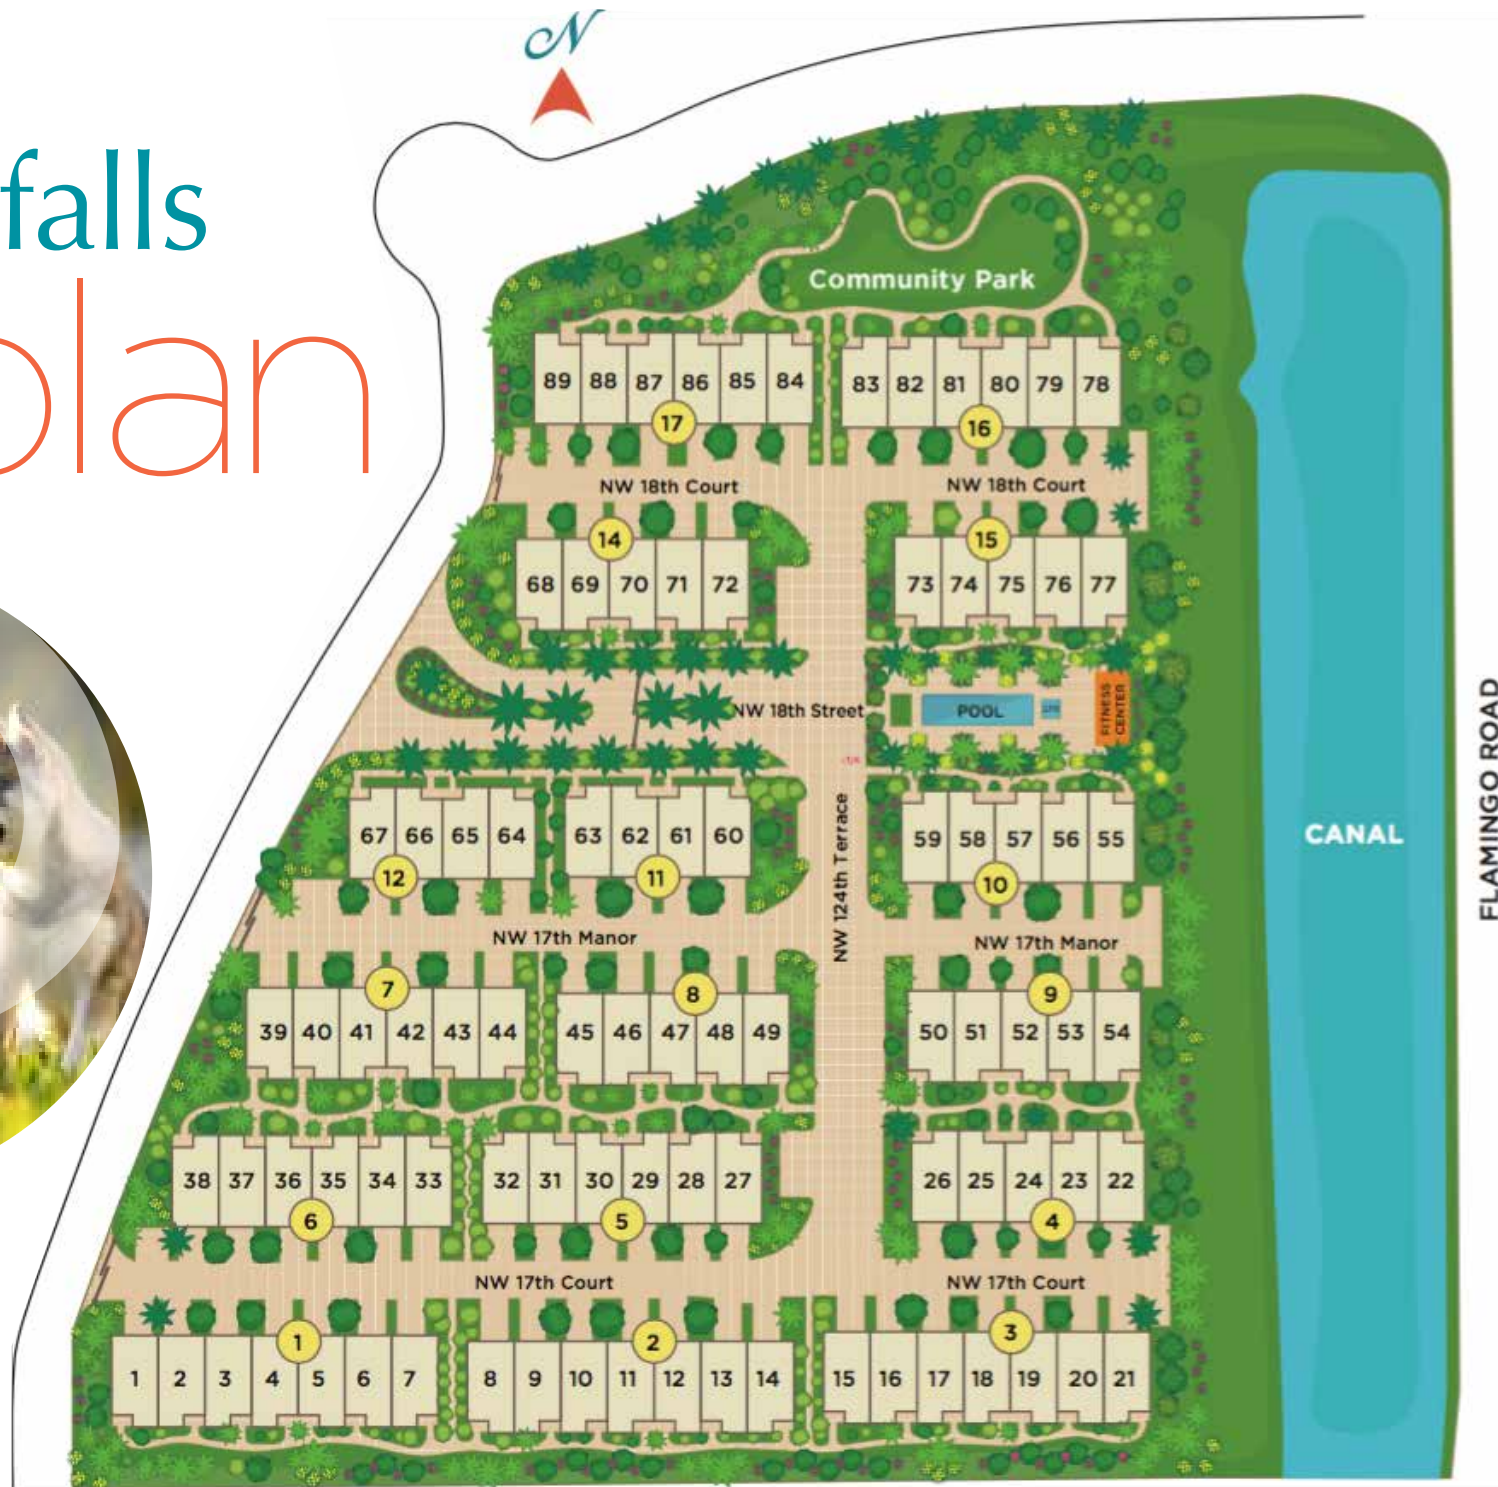 N
falls
plan
Community Park
89 88 87 86 85 84
17
83 82 81 80 79 78
16
NW 18th Court
NW 18th Court
14
15
68 69 70 71 72
73 74 75 76 77
NW 18th Street
POOL
FITNESS
CENTER
NW 124th Terrace
67 66 65 64
12
63 62 61 60
11
59 58 57 56 55
10
CANAL
FLAMINGO ROAD
NW 17th Manor
NW 17th Manor
7
8
9
39 40 41 42 43 44
45 46 47 48 49
50 51 52 53 54
38 37 36 35 34 33
6
32 31 30 29 28 27
5
26 25 24 23 22
4
NW 17th Court
NW 17th Court
1
2
3
1 2 3 4 5 6 7
8 9 10 11 12 13 14
15 16 17 18 19 20 21